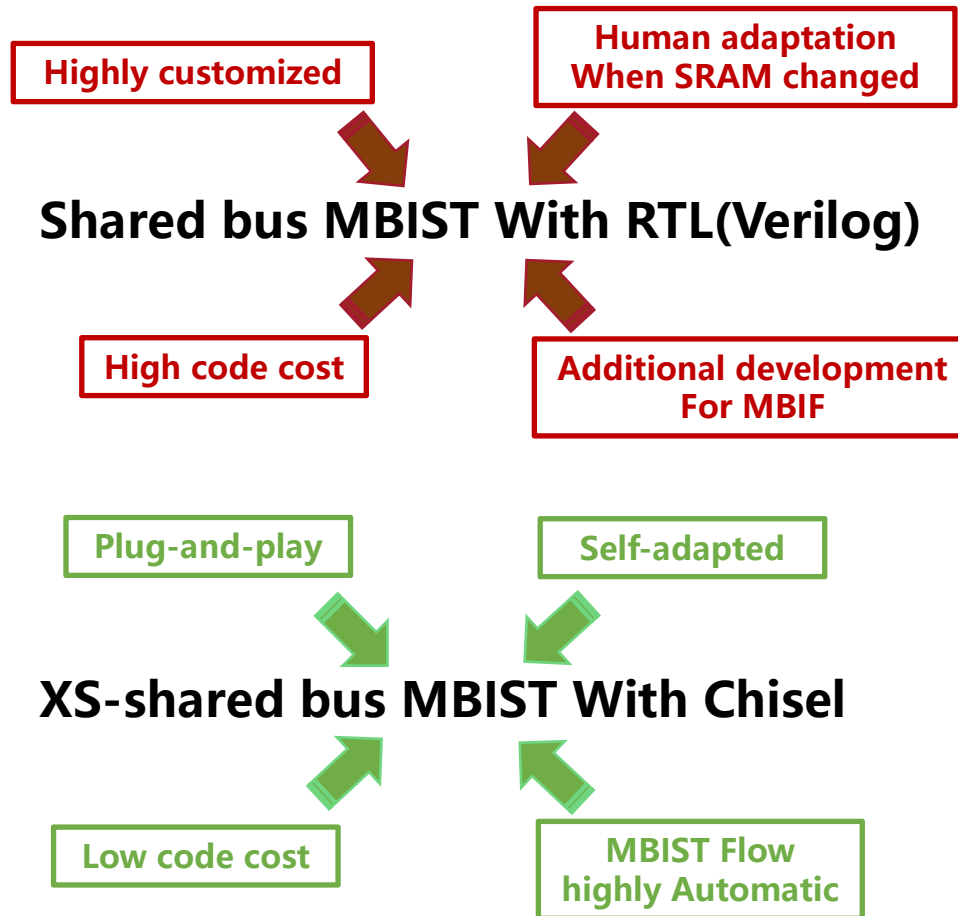 Highly customized
Human adaptation
When SRAM changed
Shared bus MBIST With RTL(Verilog)
High code cost
Additional development
For MBIF
Plug-and-play
Self-adapted
XS-shared bus MBIST With Chisel
Low code cost
MBIST Flow
highly Automatic